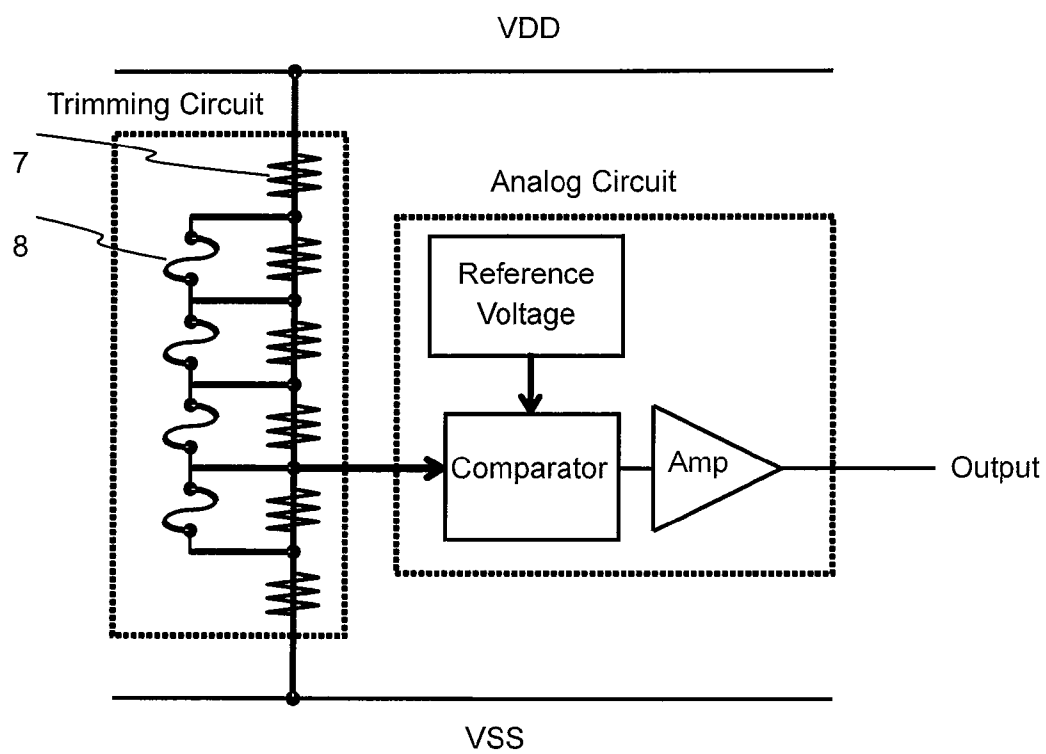 VDD
Trimming Circuit
7
Analog Circuit
8
Reference
Voltage
Comparator
Amp
Output
VSS